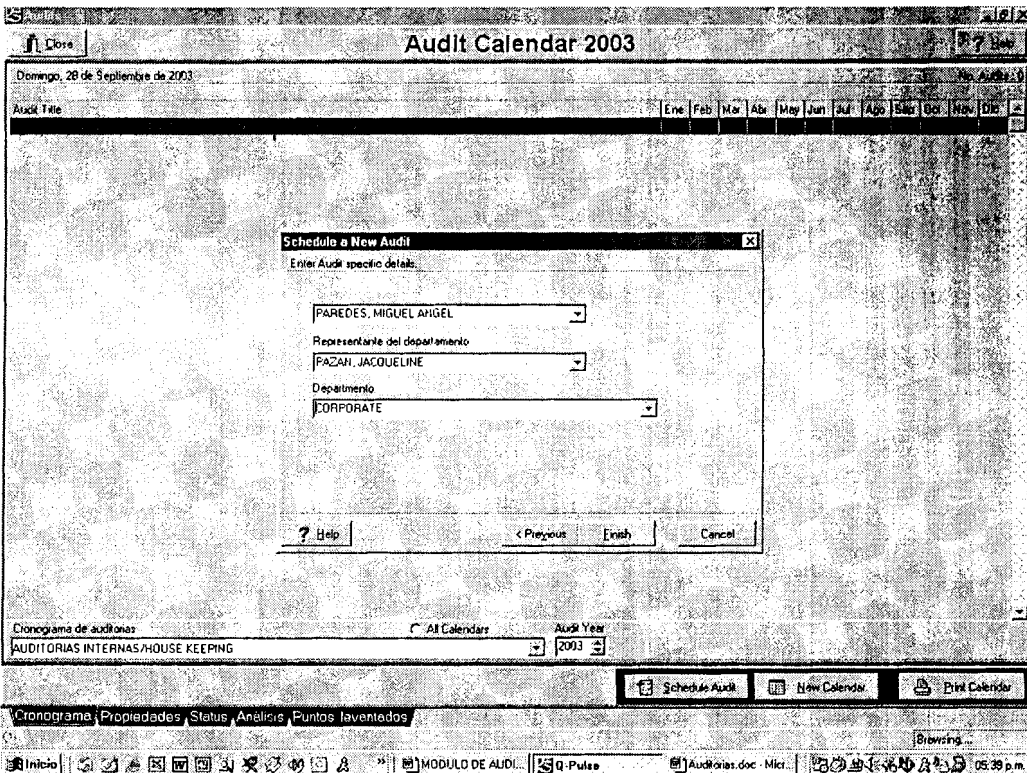 Audits
Close
Audit Calendar 2003
? Help
Domingo, 28 de Septiembre de 2003
No. Audits : 0
Audit Title
Ene Feb Mar Abr May Jun Jul Ago Sep Oct Nov Dic
Schedule a New Audit
Enter Audit specific details.
PAREDES, MIGUEL ANGEL
Representante del departamento
PAZAN, JACQUELINE
Departmento
CORPORATE
? Help
< Previous
Finish
Cancel
Cronograma de auditorias
All Calendars
Audit Year
AUDITORIAS INTERNAS/HOUSE KEEPING
2003
Schedule Audit
New Calendar
Print Calendar
Cronograma Propiedades Status Análisis Puntos levantados
Browsing...
Inicio
MODULO DE AUDI...
Q-Pulse
Auditorias.doc - Micr...
05:39 p.m.